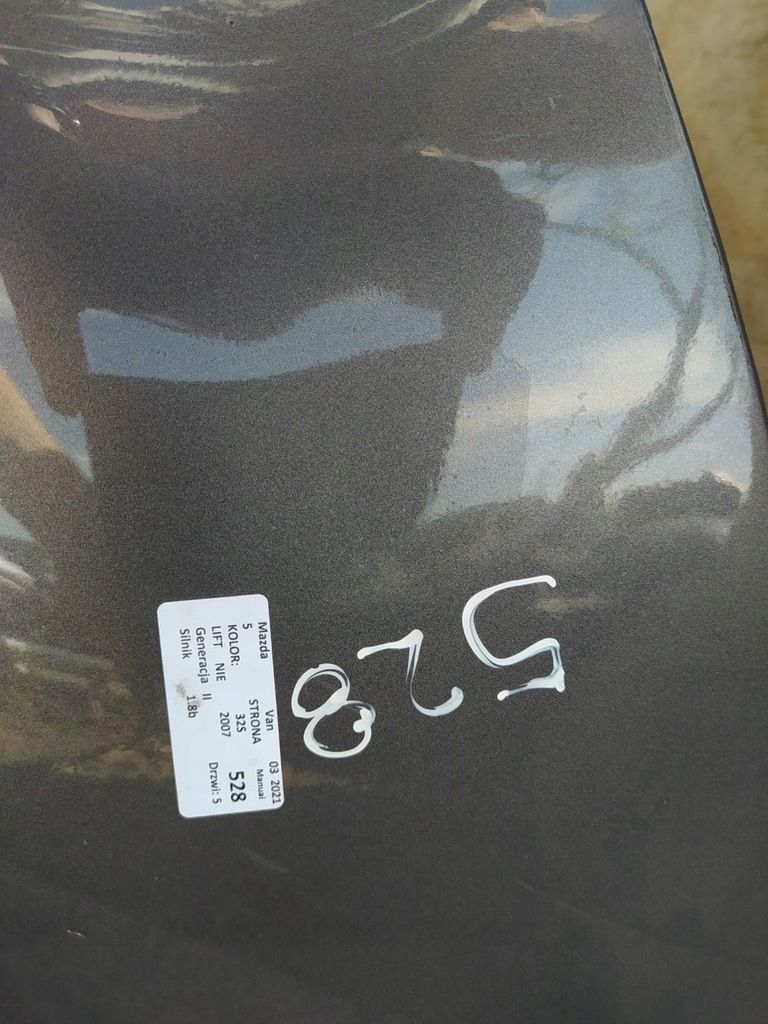 528
Mazda Van 03 2021
5 STRONA Manual
KOLOR: 32S 528
LIFT NIE 2007
Generacja II Drzwi: 5
Silnik 1.8b